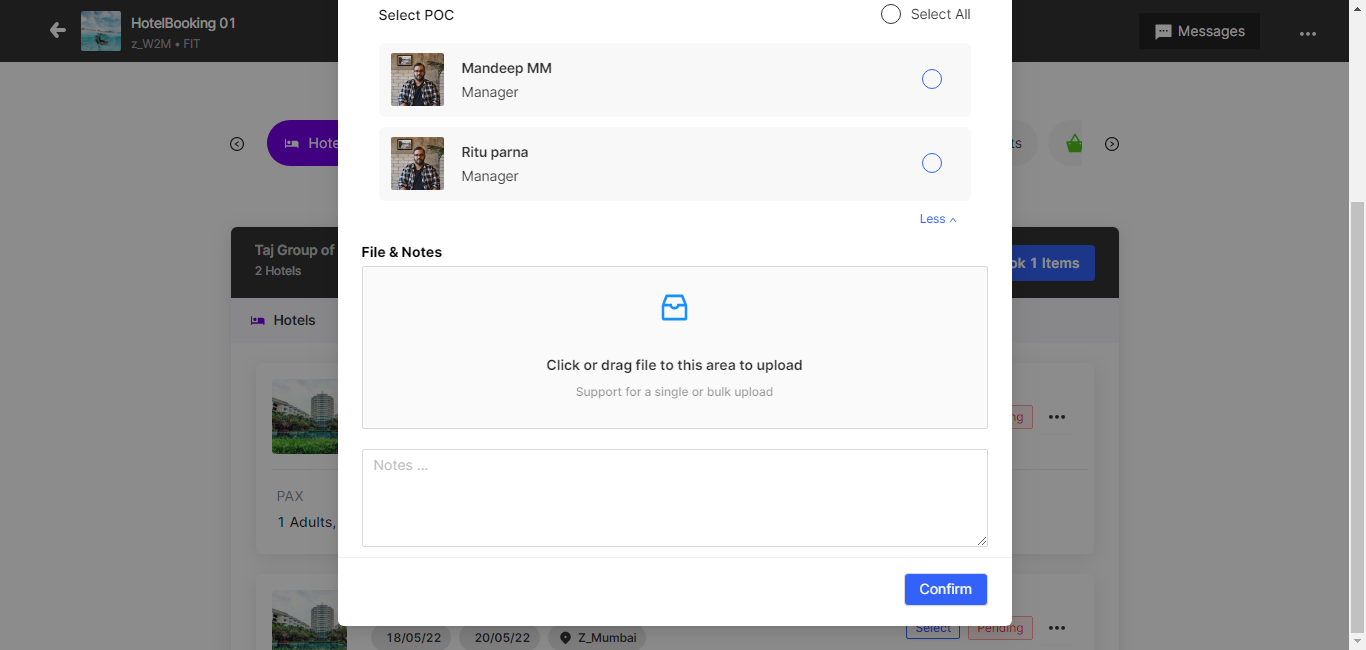 HotelBooking 01
z_W2M • FIT
Messages
Select POC
Select All
Mandeep MM
Manager
Ritu parna
Manager
Less
File & Notes
Click or drag file to this area to upload
Support for a single or bulk upload
Notes ...
Confirm
Hote
ts
Taj Group of
2 Hotels
ok 1 Items
Hotels
ng
PAX
1 Adults,
18/05/22
20/05/22
Z_Mumbai
Select
Pending